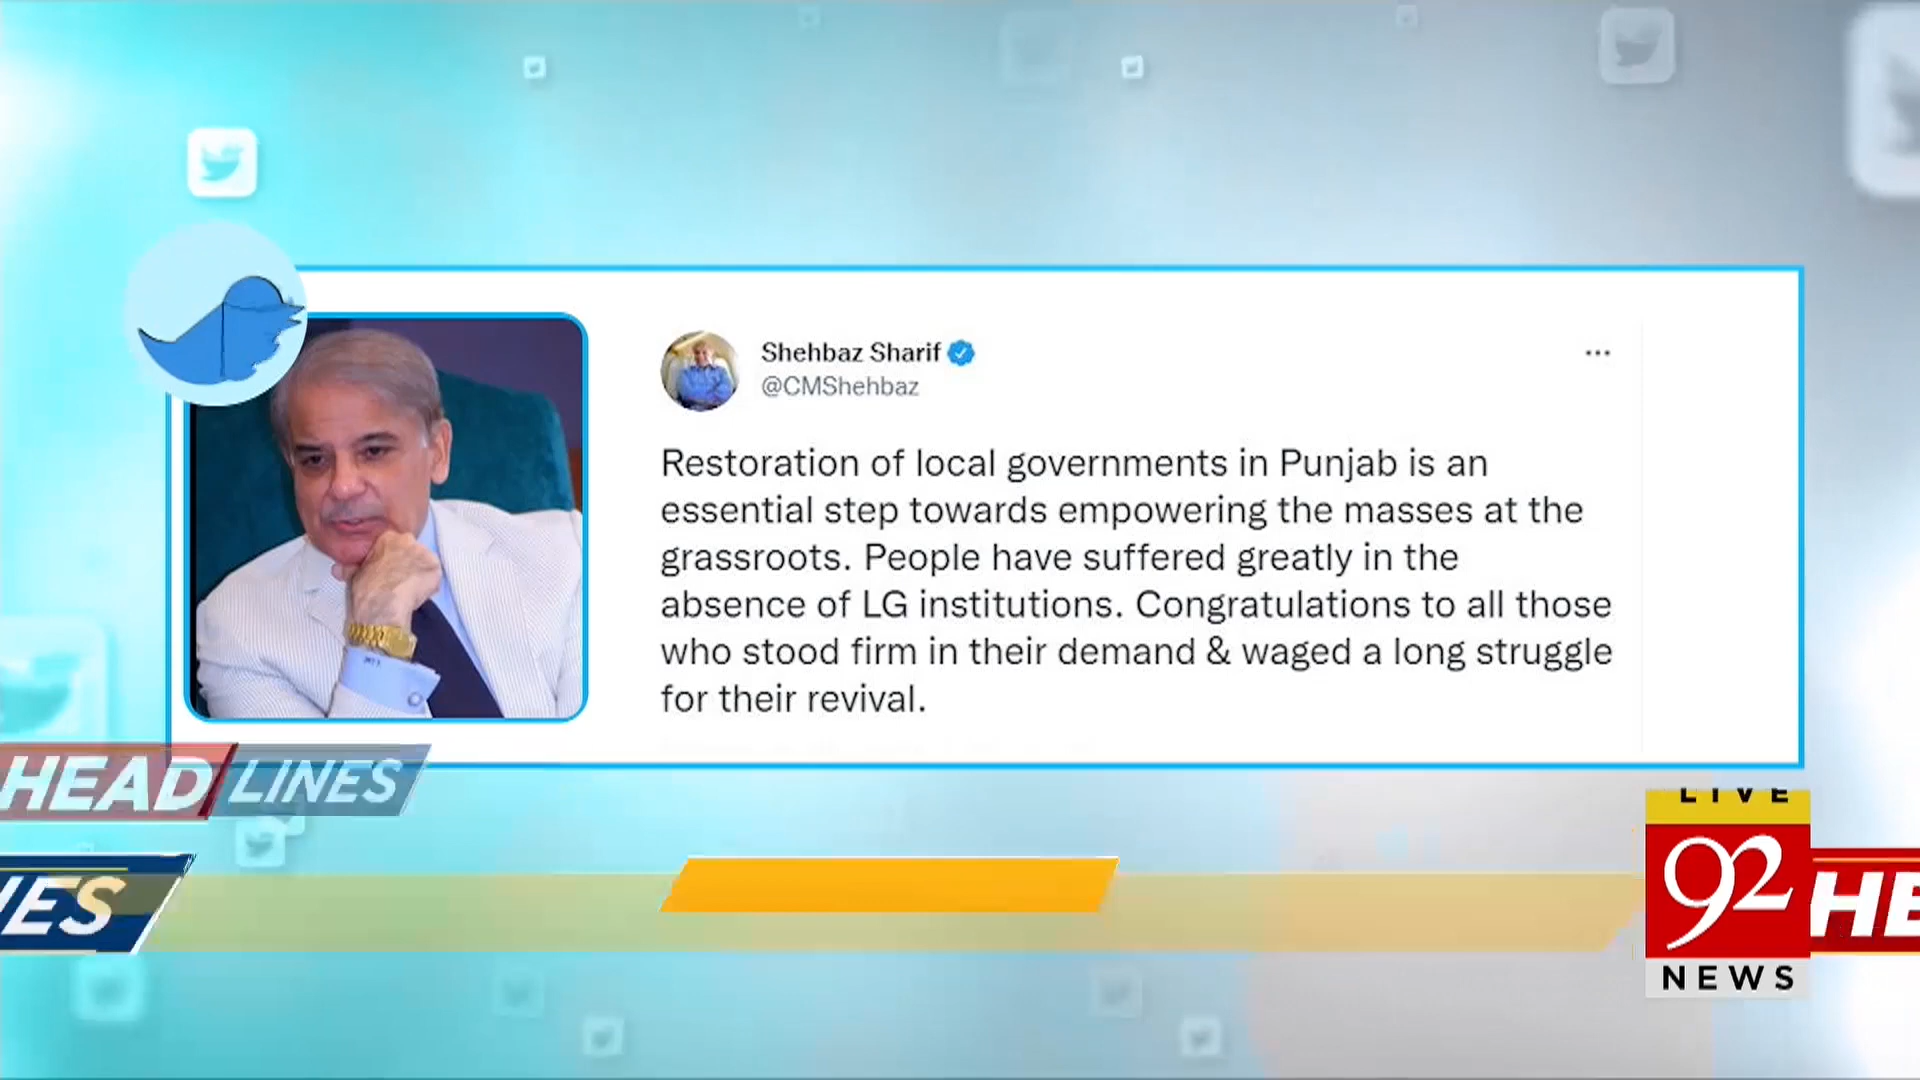 Shehbaz Sharif
@CMShehbaz
Restoration of local governments in Punjab is an
essential step towards empowering the masses at the
grassroots. People have suffered greatly in the
absence of LG institutions. Congratulations to all those
who stood firm in their demand & waged a long struggle
for their revival.
HEADLINES
LIVE
92
NEWS